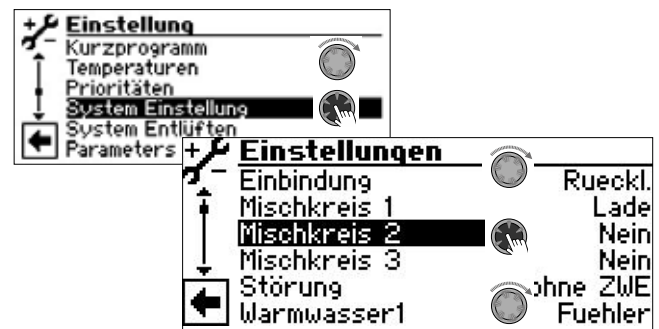 Einstellung
Kurzprogramm
Temperaturen
Prioritäten
System Einstellung
System Entlüften
Parameters
Einstellungen
Einbindung Rueckl.
Mischkreis 1 Lade
Mischkreis 2 Nein
Mischkreis 3 Nein
Störung ohne ZWE
Warmwasser1 Fuehler